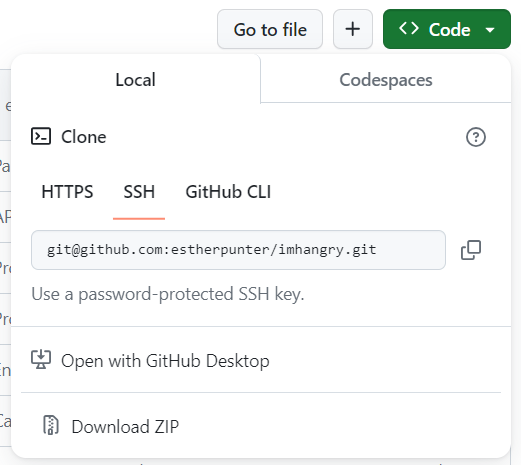 Go to file
+
<> Code
Local
Codespaces
Clone
HTTPS
SSH
GitHub CLI
git@github.com:estherpunter/imhangry.git
Use a password-protected SSH key.
Open with GitHub Desktop
Download ZIP